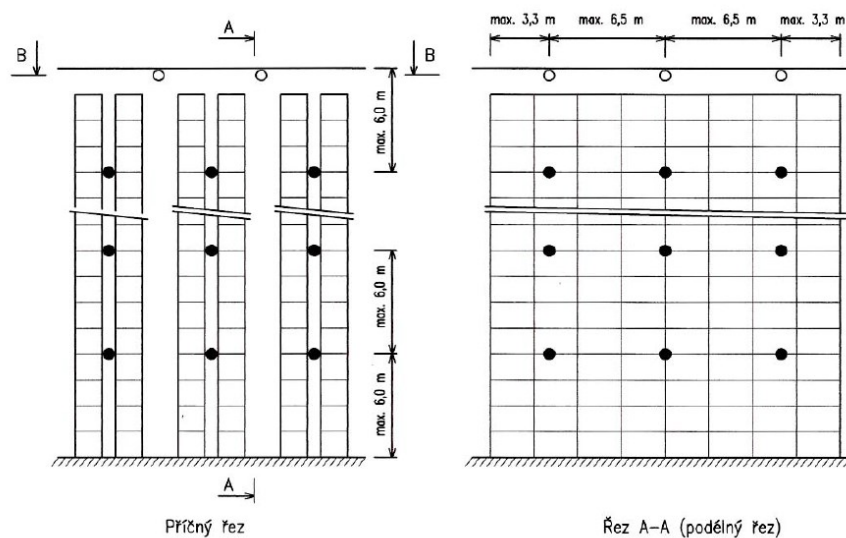 A
B
B
max. 6,0 m
max. 6,0 m
max. 6,0 m
A
Příčný řez
max. 3,3 m
max. 6,5 m
max. 6,5 m
max. 3,3 m
Řez A-A (podélný řez)